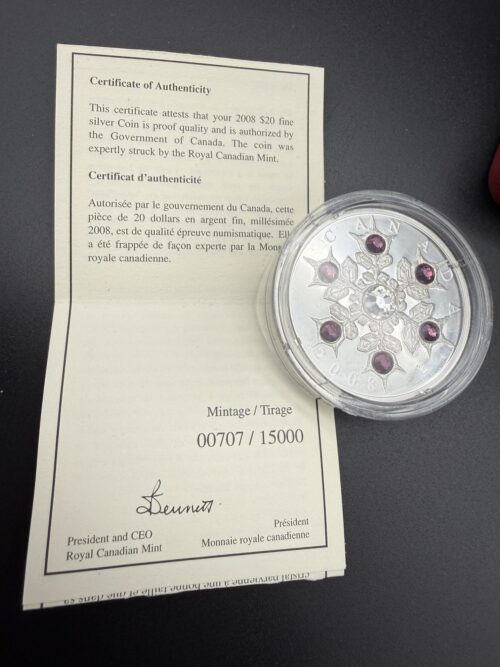 Certificate of Authenticity
This certificate attests that your 2008 $20 fine
silver Coin is proof quality and is authorized by
the Government of Canada. The coin was
expertly struck by the Royal Canadian Mint.
Certificat d'authenticité
Autorisée par le gouvernement du Canada, cette
pièce de 20 dollars en argent fin, millésimée
2008, est de qualité épreuve numismatique. Elle
a été frappée de façon experte par la Monnaie
royale canadienne.
Mintage / Tirage
00707 / 15000
Bennett
President and CEO
Royal Canadian Mint
Président
Monnaie royale canadienne
CANADA
2008